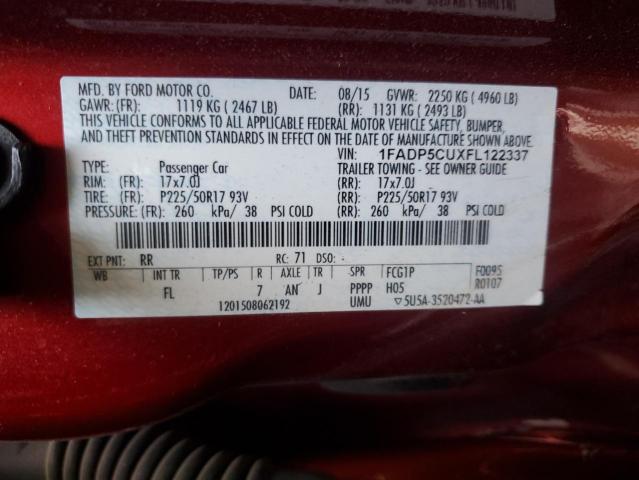 MFD. BY FORD MOTOR CO. DATE: 08/15 GVWR: 2250 KG ( 4960 LB)
GAWR: (FR): 1119 KG ( 2467 LB) (RR): 1131 KG ( 2493 LB)
THIS VEHICLE CONFORMS TO ALL APPLICABLE FEDERAL MOTOR VEHICLE SAFETY, BUMPER,
AND THEFT PREVENTION STANDARDS IN EFFECT ON THE DATE OF MANUFACTURE SHOWN ABOVE.
VIN: 1FADP5CUXFL122337
TYPE: Passenger Car TRAILER TOWING - SEE OWNER GUIDE
RIM: (FR): 17x7.0J (RR): 17x7.0J
TIRE: (FR): P225/50R17 93V (RR): P225/50R17 93V
PRESSURE: (FR): 260 kPa/ 38 PSI COLD (RR): 260 kPa/ 38 PSI COLD
EXT PNT: RR RC: 71 DSO:
WB INT TR TP/PS R AXLE TR SPR FCG1P F0095
FL 7 AN J PPPP H05 R0107
1201508062192 UMU ▽5U5A-3520472-AA